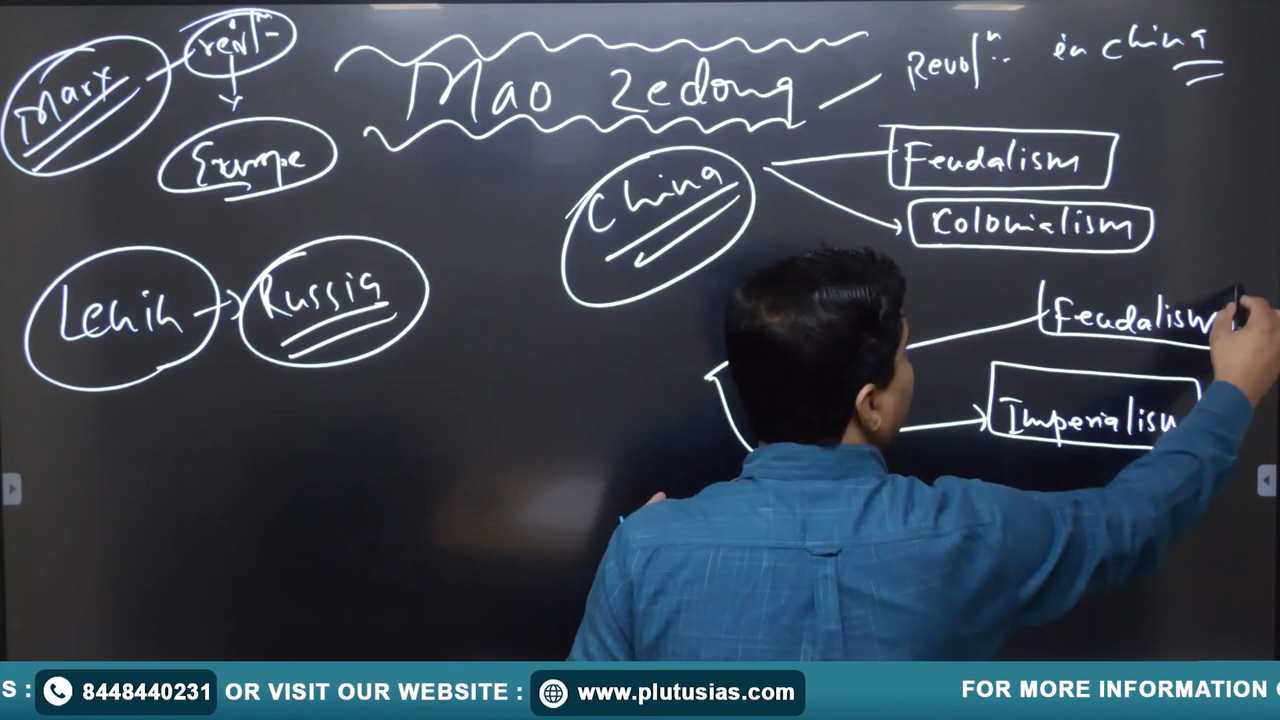 Marx
revlⁿ
Europe
Mao Zedong
Revolⁿ in China
China
Feudalism
Colonialism
Lenin
Russia
Feudalism
Imperialism
S : 8448440231 OR VISIT OUR WEBSITE : www.plutusias.com FOR MORE INFORMATION